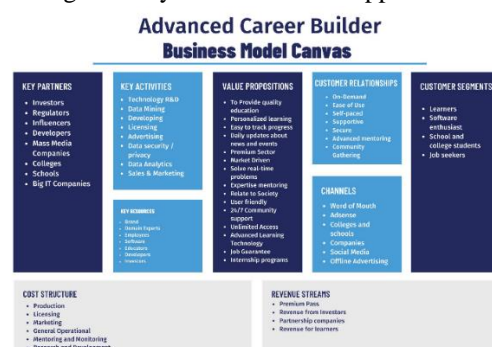 Advanced Career Builder
Business Model Canvas
KEY PARTNERS
• Investors
• Regulators
• Influencers
• Developers
• Mass Media
Companies
• Colleges
• Schools
• Big IT Companies
KEY ACTIVITIES
• Technology R&D
• Data Mining
• Developing
• Licensing
• Advertising
• Data security /
privacy
• Data Analytics
• Sales & Marketing
KEY RESOURCES
• Brand
• Domain Experts
• Employees
• Software
• Educators
• Developers
• Investors
VALUE PROPOSITIONS
• To Provide quality
education
• Personalized learning
• Easy to track progress
• Daily updates about
news and events
• Premium Sector
• Market Driven
• Solve real-time
problems
• Expertise mentoring
• Relate to Society
• User friendly
• 24/7 Community
support
• Unlimited Access
• Advanced Learning
Technology
• Job Guarantee
• Internship programs
CUSTOMER RELATIONSHIPS
• On-Demand
• Ease of Use
• Self-paced
• Supportive
• Secure
• Advanced mentoring
• Community
Gathering
CHANNELS
• Word of Mouth
• Adsense
• Colleges and
schools
• Companies
• Social Media
• Offline Advertising
CUSTOMER SEGMENTS
• Learners
• Software
enthusiast
• School and
college students
• Job seekers
COST STRUCTURE
• Production
• Licensing
• Marketing
• General Operational
• Mentoring and Monitoring
• Research and Development
REVENUE STREAMS
• Premium Pass
• Revenue from Investors
• Partnership companies
• Revenue for learners